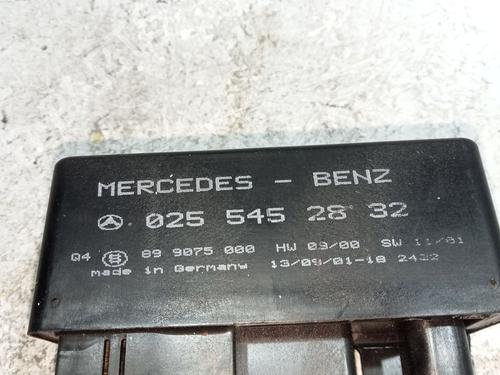 MERCEDES - BENZ
025 545 28 32
Q4 89 9075 000 HW 09/00 SW 11/01
made in Germany 13/09/01-18 2422